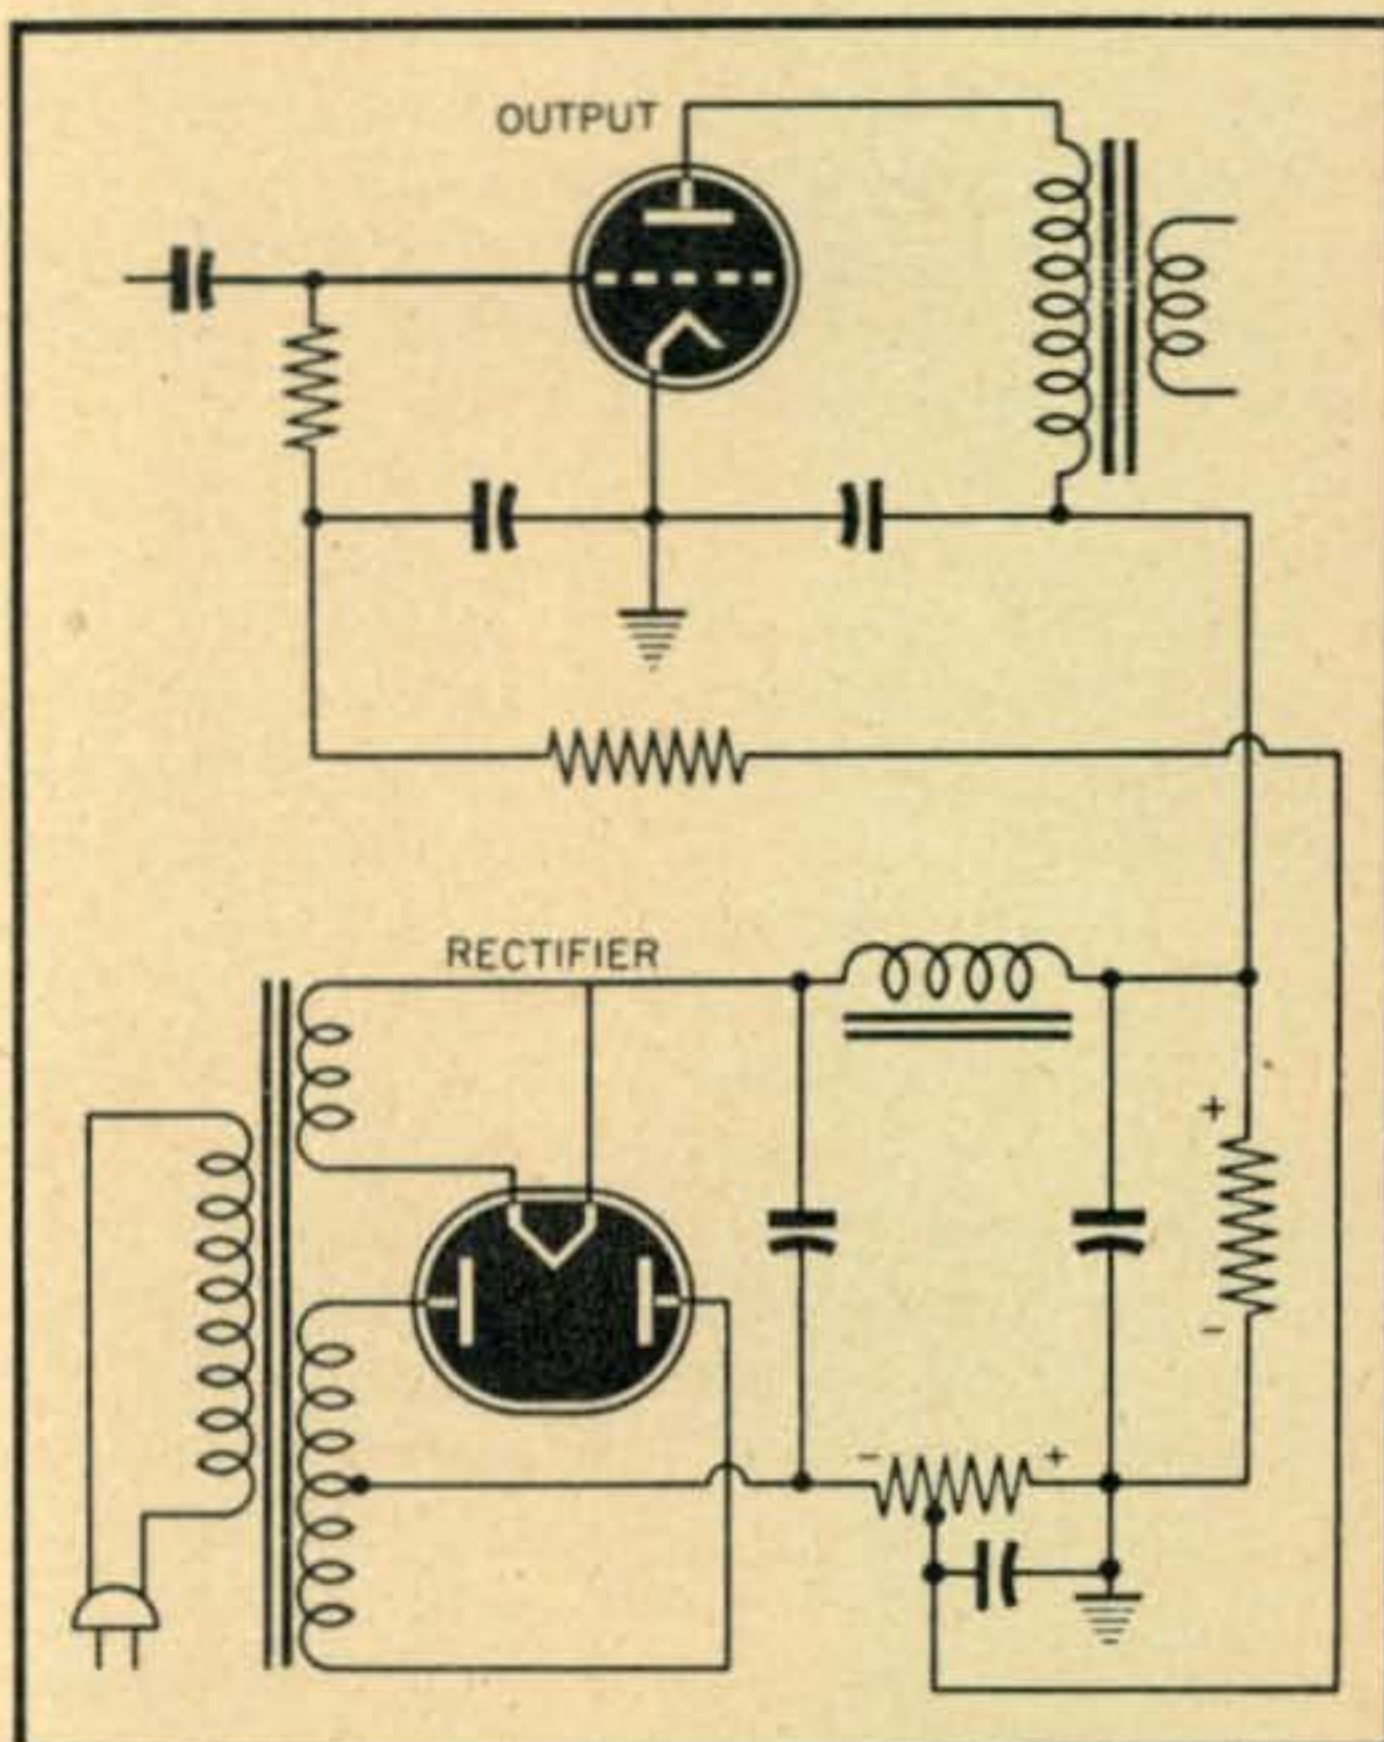 OUTPUT
RECTIFIER
+
-
- +